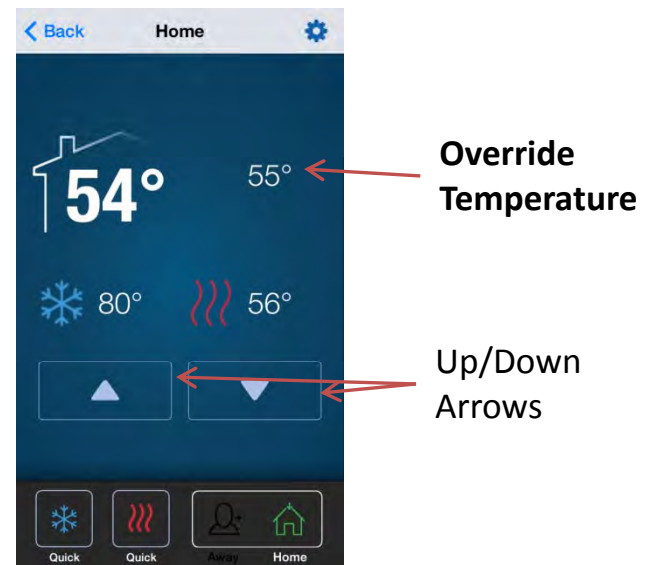 Back Home
54° 55°
Override
Temperature
80° 56°
Up/Down
Arrows
Quick Quick Away Home